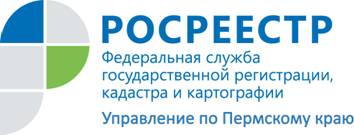 РОСРЕЕСТР
Федеральная служба
государственной регистрации,
кадастра и картографии
Управление по Пермскому краю